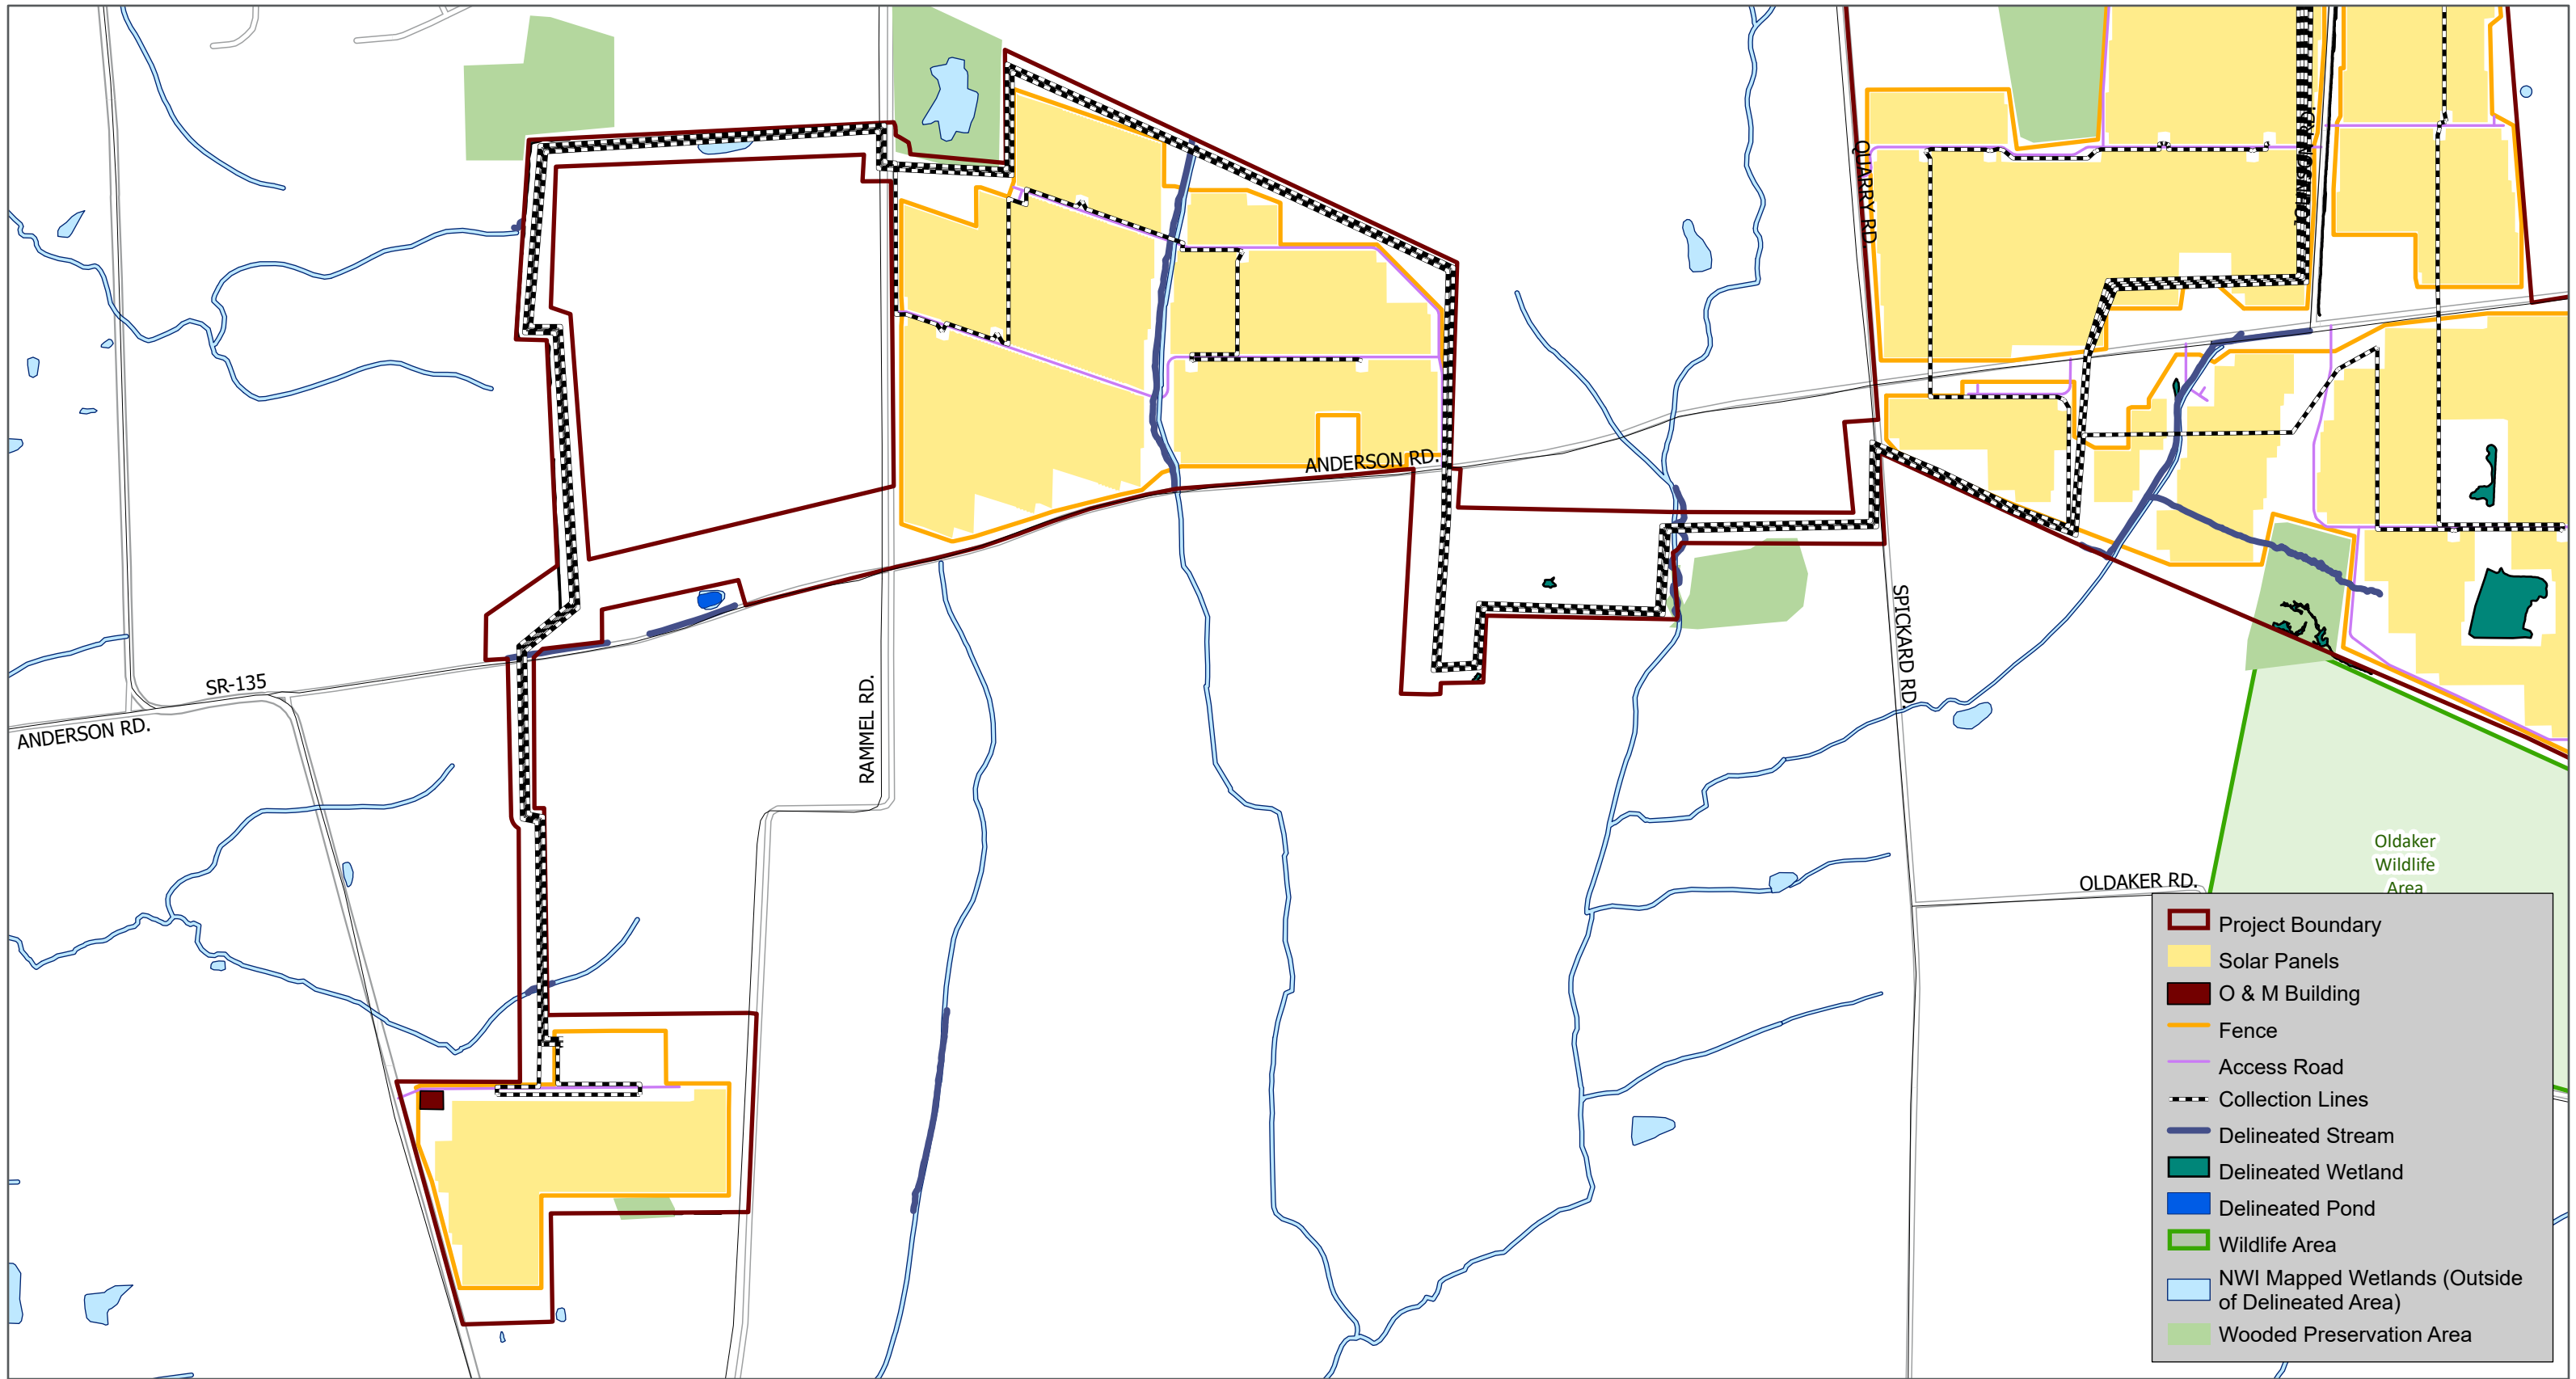 QUARRY RD
ANDERSON RD.
SPICKARD RD.
SR-135
ANDERSON RD.
RAMMEL RD.
OLDAKER RD.
Oldaker
Wildlife
Area
Project Boundary
Solar Panels
O & M Building
Fence
Access Road
Collection Lines
Delineated Stream
Delineated Wetland
Delineated Pond
Wildlife Area
NWI Mapped Wetlands (Outside
of Delineated Area)
Wooded Preservation Area